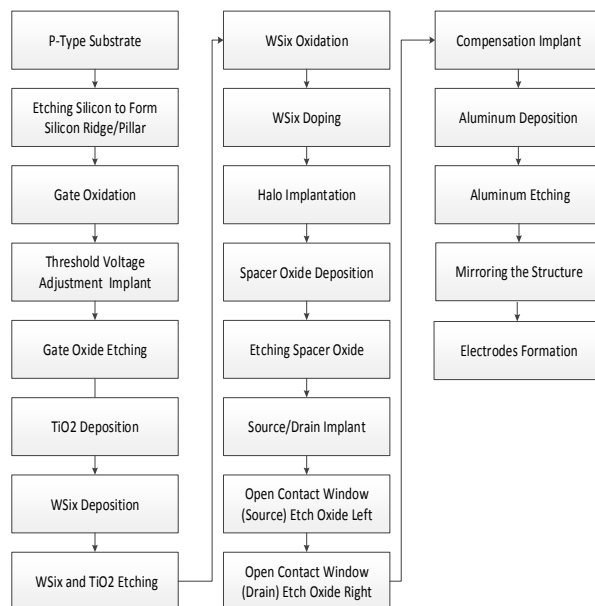 P-Type Substrate
Etching Silicon to Form
Silicon Ridge/Pillar
Gate Oxidation
Threshold Voltage
Adjustment Implant
Gate Oxide Etching
TiO2 Deposition
WSix Deposition
WSix and TiO2 Etching
WSix Oxidation
WSix Doping
Halo Implantation
Spacer Oxide Deposition
Etching Spacer Oxide
Source/Drain Implant
Open Contact Window
(Source) Etch Oxide Left
Open Contact Window
(Drain) Etch Oxide Right
Compensation Implant
Aluminum Deposition
Aluminum Etching
Mirroring the Structure
Electrodes Formation